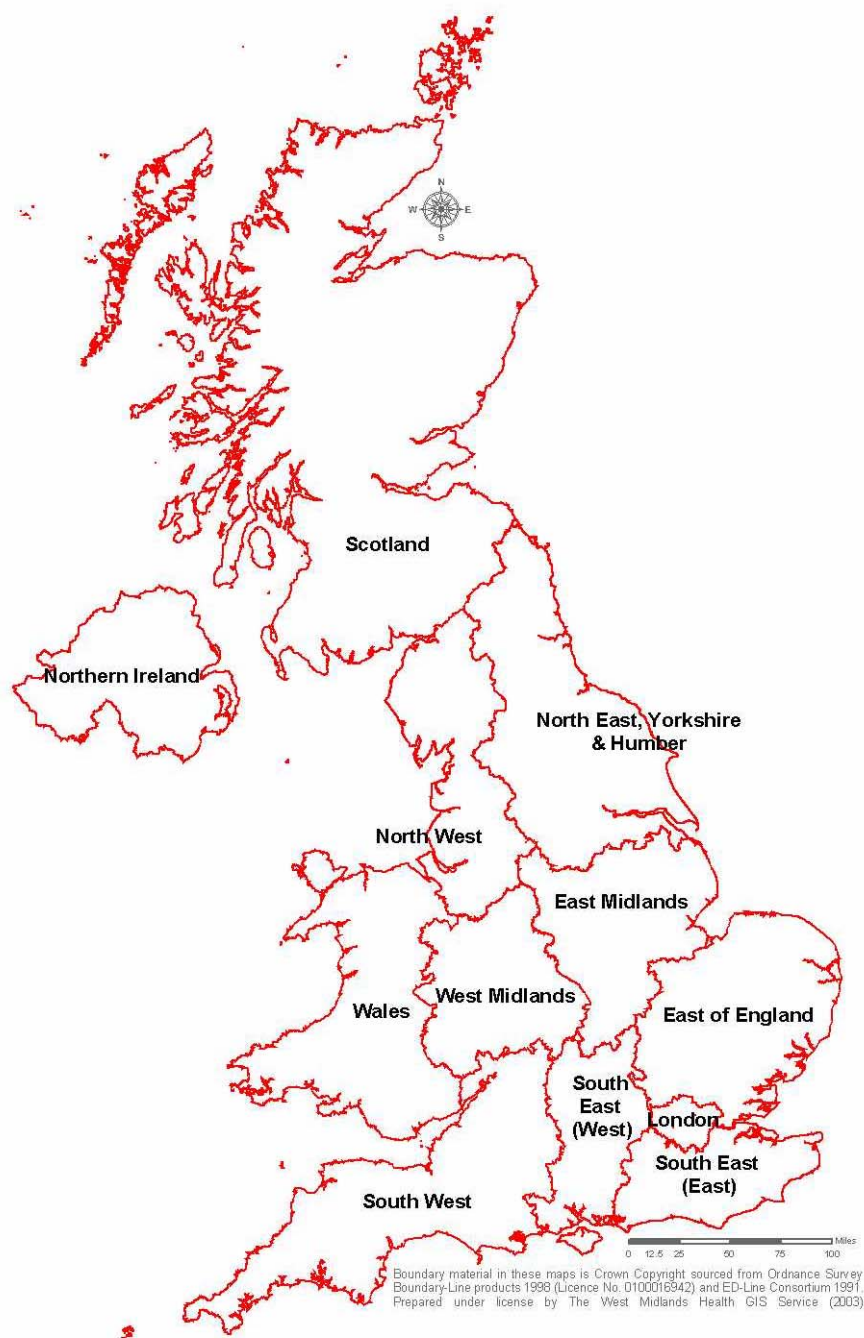 N
W E
S
Scotland
Northern Ireland
North East, Yorkshire
& Humber
North West
East Midlands
West Midlands
Wales
East of England
South
East
(West)
London
South East
(East)
South West
Miles
0 12.5 25 50 75 100
Boundary material in these maps is Crown Copyright sourced from Ordnance Survey
Boundary-Line products 1998 (Licence No. 0100016942) and ED-Line Consortium 1991.
Prepared under license by The West Midlands Health GIS Service (2003)